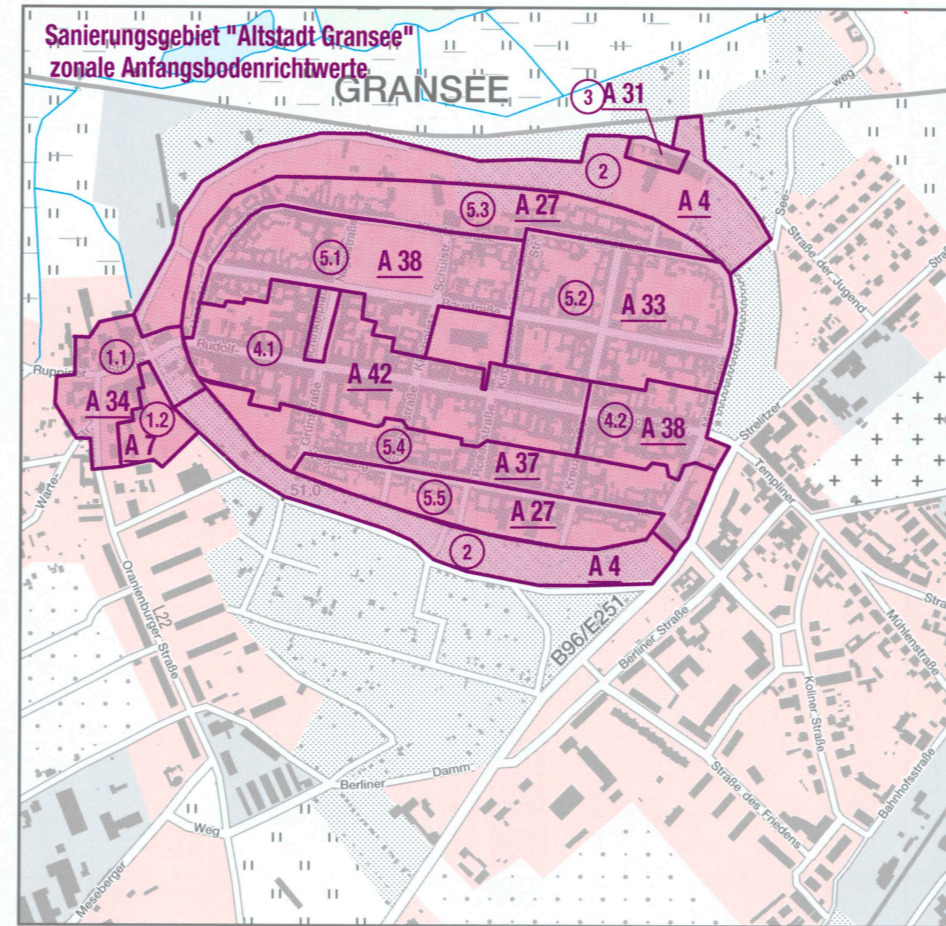 Sanierungsgebiet "Altstadt Gransee"
zonale Anfangsbodenrichtwerte
GRANSEE
3 A 31
weg
2
A 4
See-
5.3 A 27
Straße der Jugend
5.1 A 38
Schulstr.
5.2 A 33
Rudolf-
4.1
A 42
Ruppiner
1.1
A 34
1.2
A 7
Grünstraße
4.2 A 38
Strelitzer
5.4 A 37
Templiner
Warte-
51,0
5.5 A 27
2
A 4
B96/E251
Oranienburger Straße
L22
Berliner Straße
Mühlenstraße
Kollner Straße
Berliner Damm
Straße des Friedens
Bahnhofsstraße
Weg
Meseberger